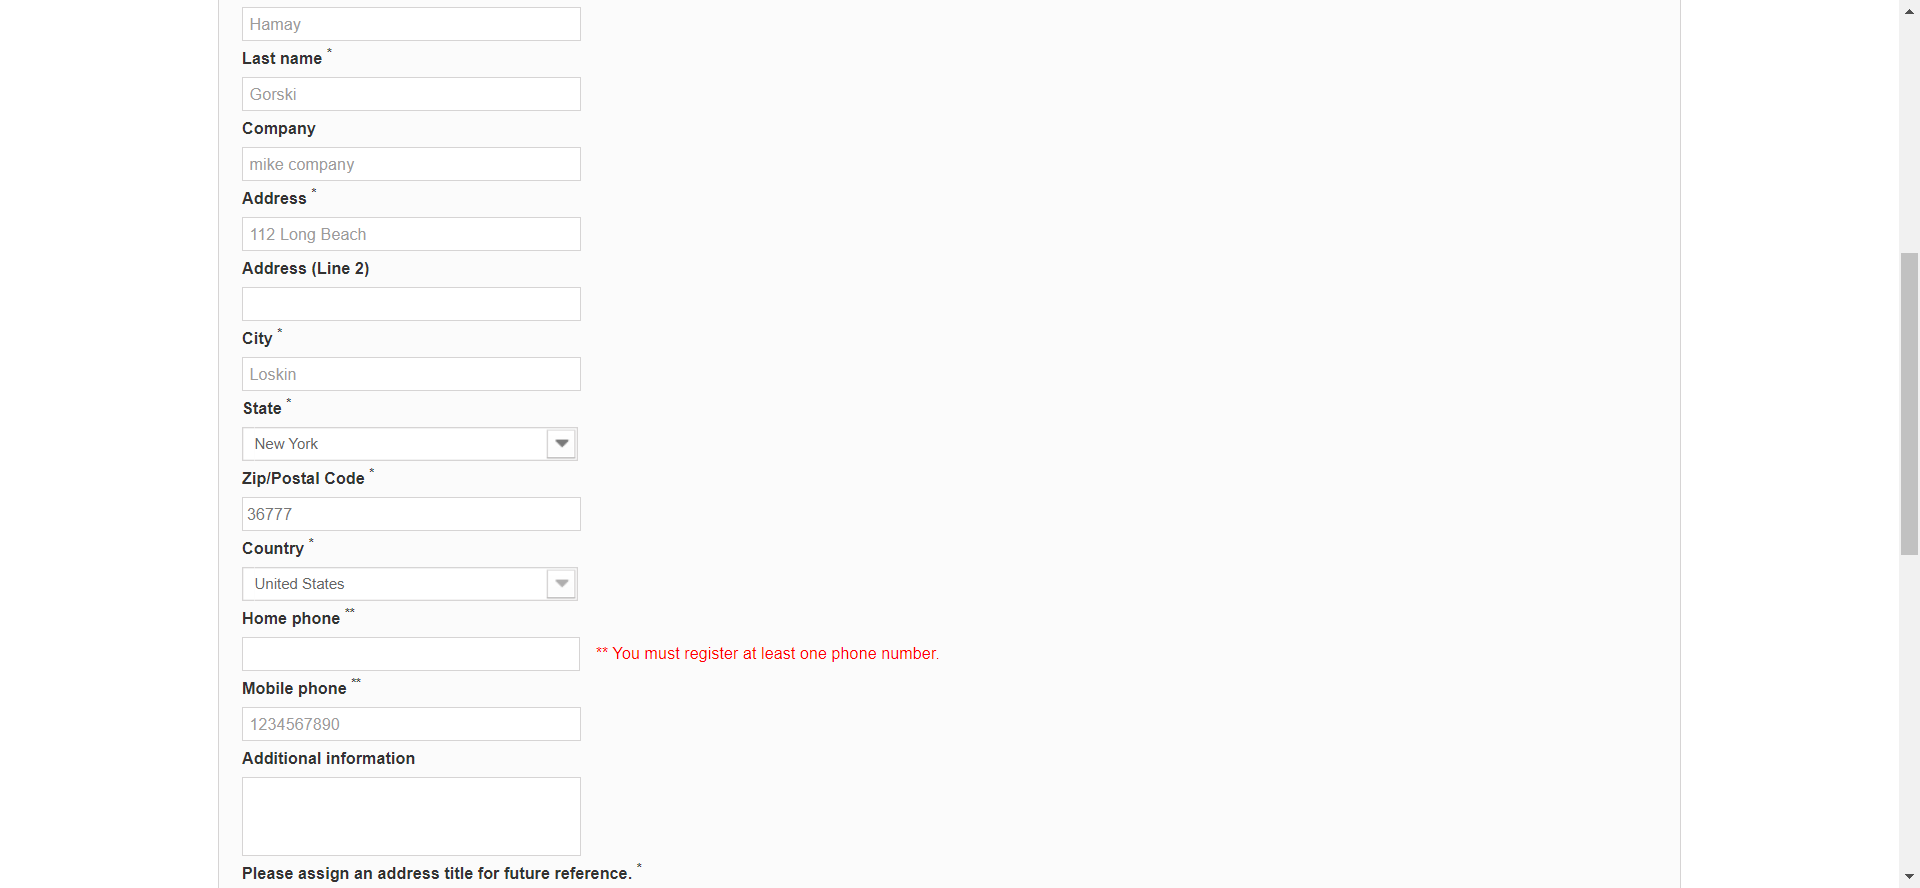 Hamay
Last name *
Gorski
Company
mike company
Address *
112 Long Beach
Address (Line 2)
City *
Loskin
State *
New York
Zip/Postal Code *
36777
Country *
United States
Home phone **
** You must register at least one phone number.
Mobile phone **
1234567890
Additional information
Please assign an address title for future reference. *